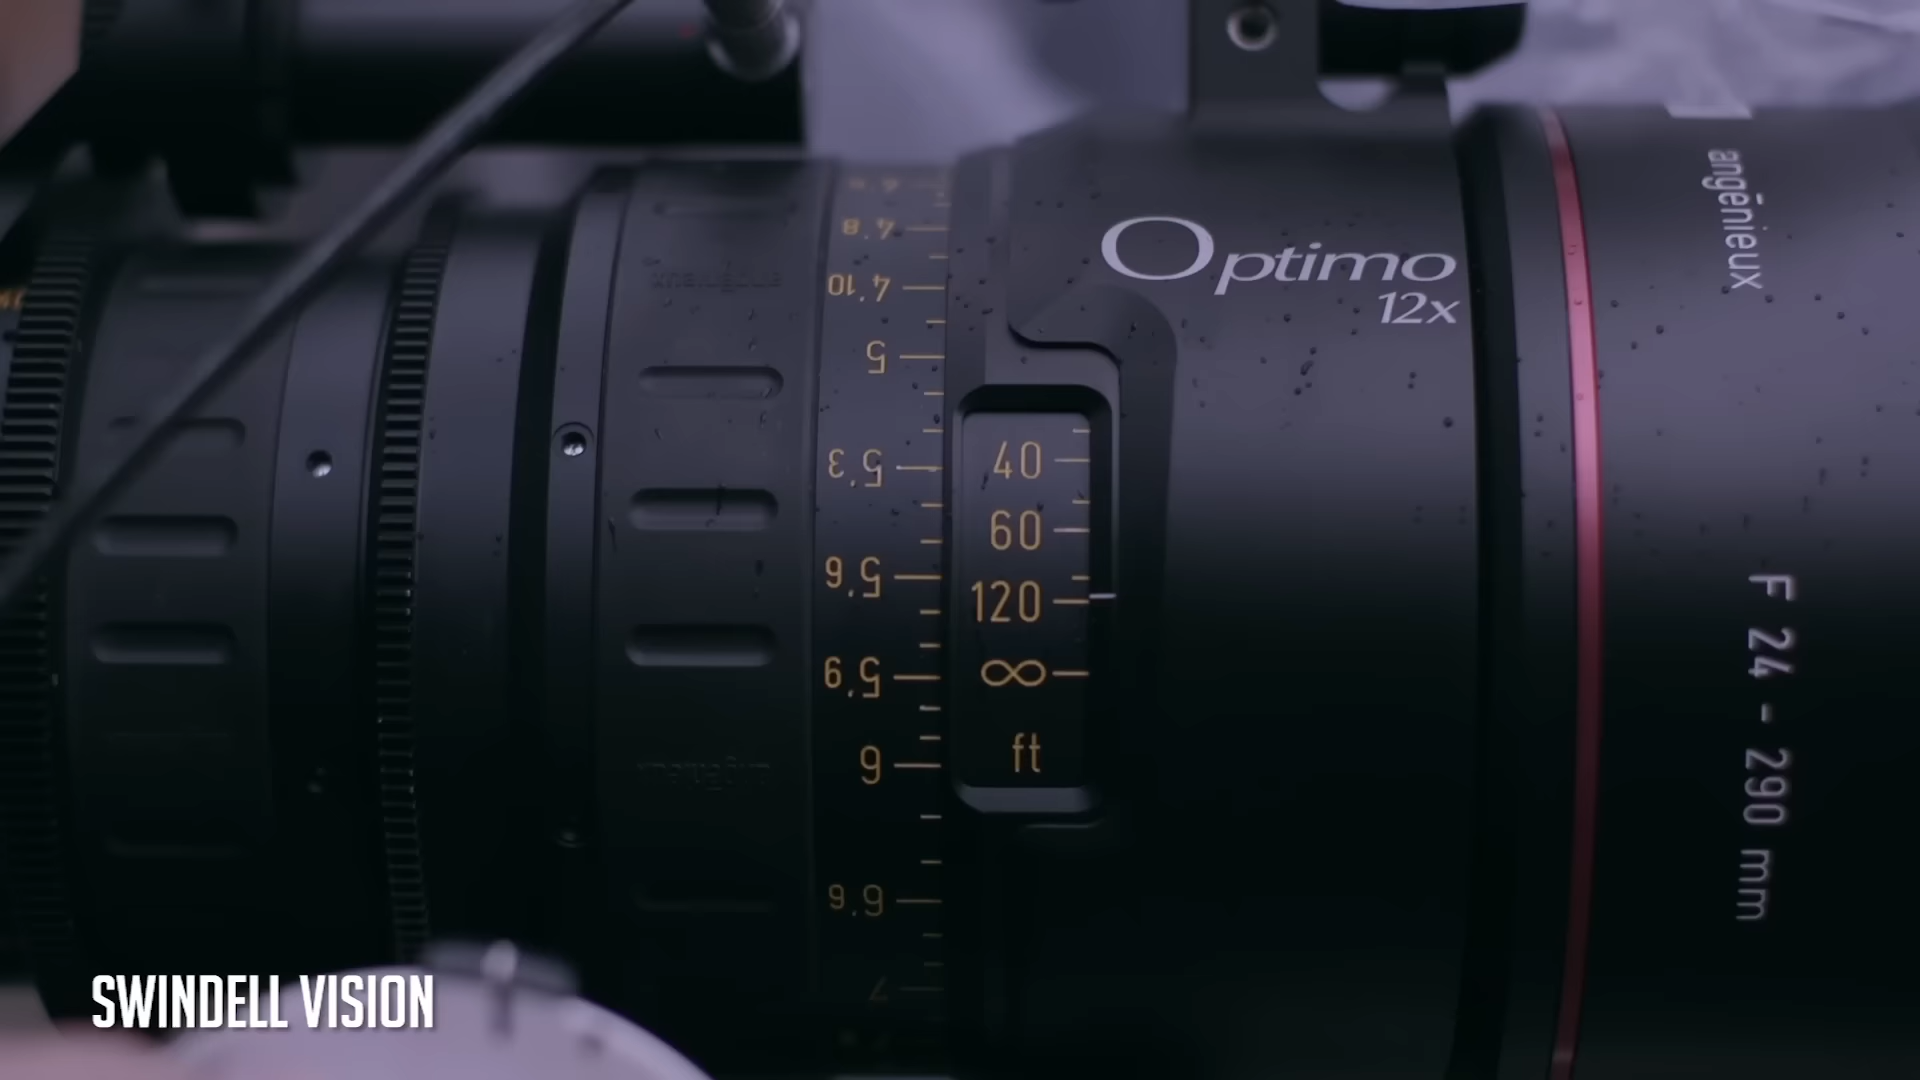 4'8
4'10
5
5'3
5'6
5'9
6
6'6
7
40
60
120
∞
ft
Optimo
12x
angénieux
F 24 - 290 mm
SWINDELL VISION